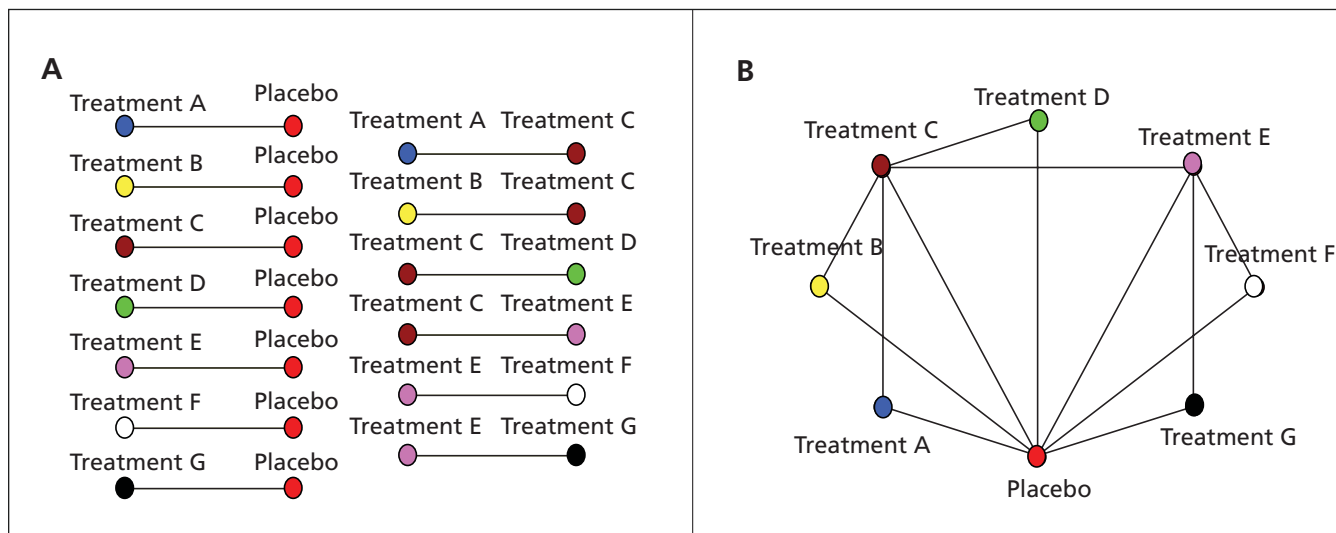 A
Treatment A Placebo
Treatment B Placebo
Treatment C Placebo
Treatment D Placebo
Treatment E Placebo
Treatment F Placebo
Treatment G Placebo
Treatment A Treatment C
Treatment B Treatment C
Treatment C Treatment D
Treatment C Treatment E
Treatment E Treatment F
Treatment E Treatment G
B
Treatment D
Treatment C
Treatment E
Treatment B
Treatment F
Treatment A
Treatment G
Placebo